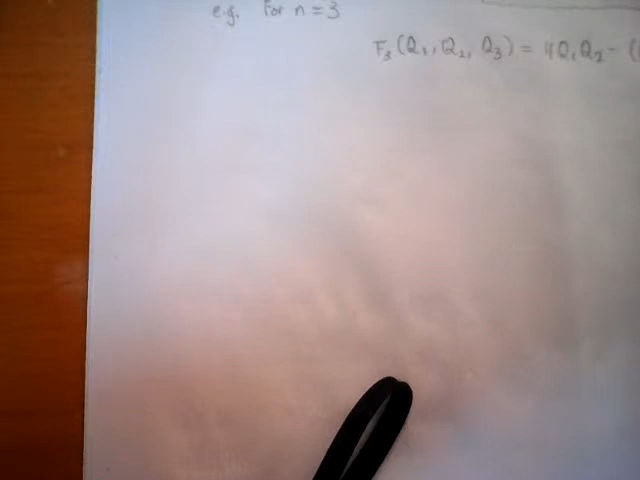 e.g. For n = 3
F₃(Q₁, Q₂, Q₃) = 4Q₁Q₂ - (